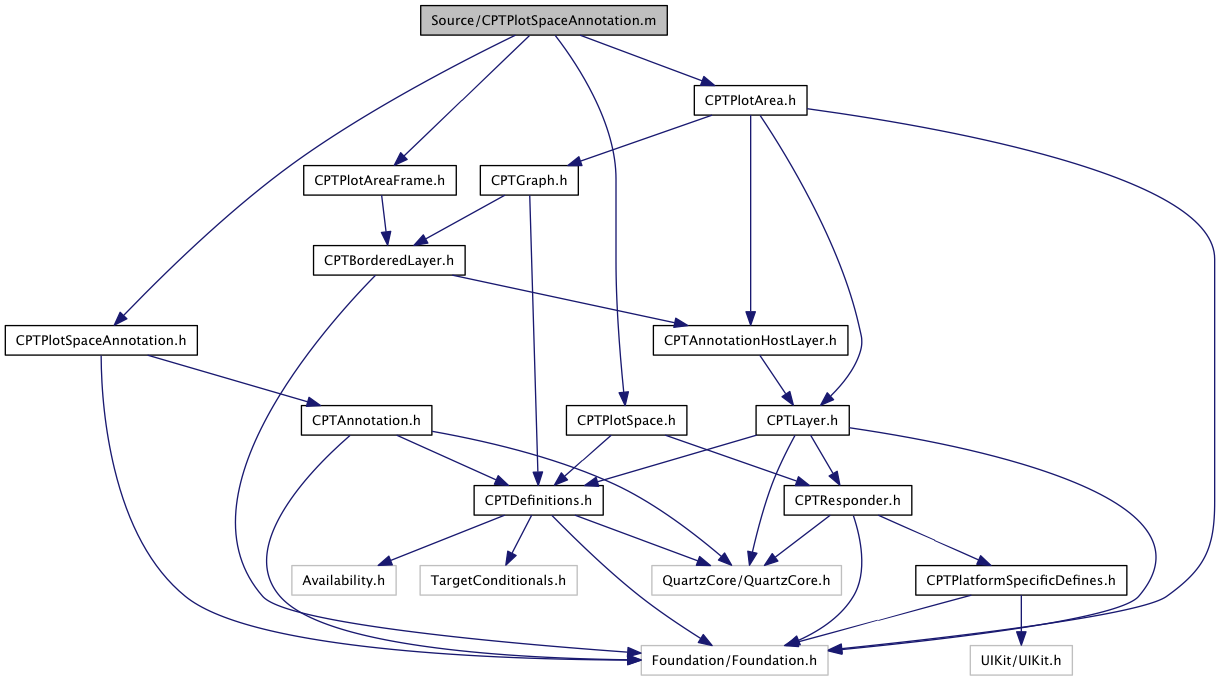 Source/CPTPlotSpaceAnnotation.m
CPTPlotArea.h
CPTPlotAreaFrame.h
CPTGraph.h
CPTBorderedLayer.h
CPTPlotSpaceAnnotation.h
CPTAnnotationHostLayer.h
CPTAnnotation.h
CPTPlotSpace.h
CPTLayer.h
CPTDefinitions.h
CPTResponder.h
Availability.h
TargetConditionals.h
QuartzCore/QuartzCore.h
CPTPlatformSpecificDefines.h
Foundation/Foundation.h
UIKit/UIKit.h